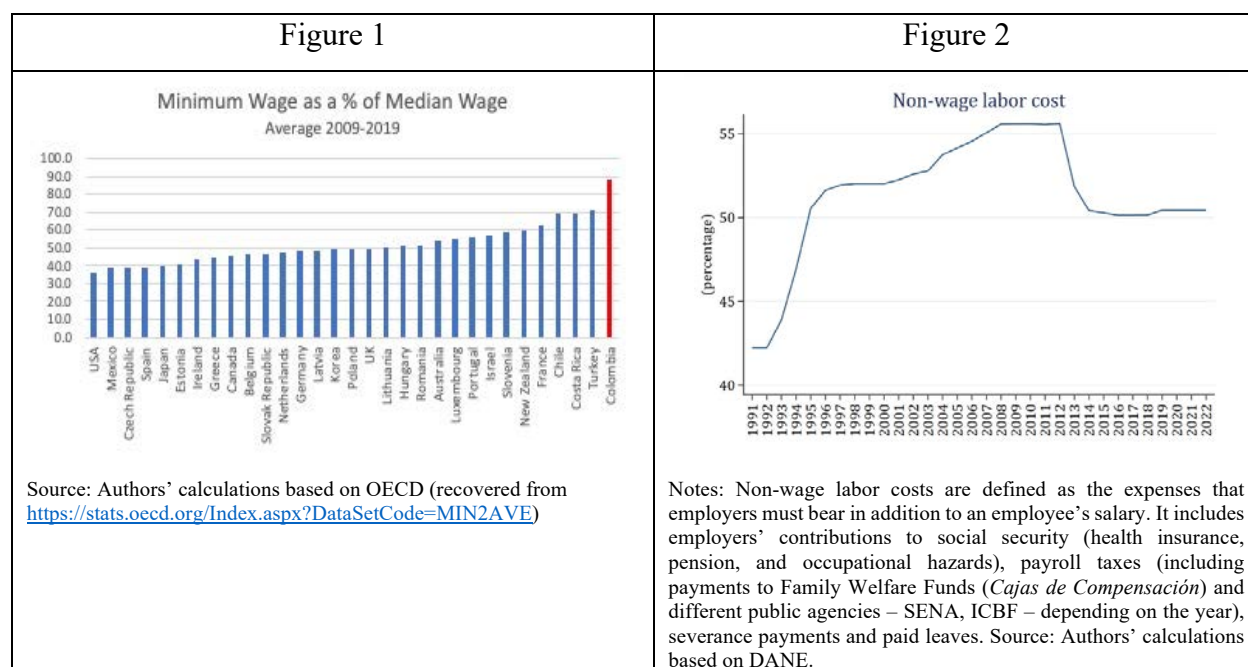 Figure 1
Minimum Wage as a % of Median Wage
Average 2009-2019
100.0
90.0
80.0
70.0
60.0
50.0
40.0
30.0
20.0
10.0
0.0
USA
Mexico
Czech Republic
Spain
Japan
Estonia
Ireland
Greece
Canada
Belgium
Slovak Republic
Netherlands
Germany
Latvia
Korea
Poland
UK
Lithuania
Hungary
Romania
Australia
Luxembourg
Portugal
Israel
Slovenia
New Zealand
France
Chile
Costa Rica
Turkey
Colombia
Source: Authors’ calculations based on OECD (recovered from
https://stats.oecd.org/Index.aspx?DataSetCode=MIN2AVE)
Figure 2
Non-wage labor cost
(percentage)
55
50
45
40
1991
1992
1993
1994
1995
1996
1997
1998
1999
2000
2001
2002
2003
2004
2005
2006
2007
2008
2009
2010
2011
2012
2013
2014
2015
2016
2017
2018
2019
2020
2021
2022
Notes: Non-wage labor costs are defined as the expenses that
employers must bear in addition to an employee’s salary. It includes
employers’ contributions to social security (health insurance,
pension, and occupational hazards), payroll taxes (including
payments to Family Welfare Funds (Cajas de Compensación) and
different public agencies – SENA, ICBF – depending on the year),
severance payments and paid leaves. Source: Authors’ calculations
based on DANE.